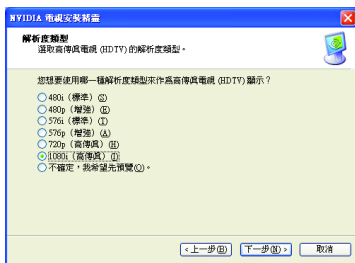 NVIDIA 電視安裝精靈
解析度類型
選取高傳真電視 (HDTV) 的解析度類型。
您想要使用哪一種解析度類型來作為高傳真電視 (HDTV) 顯示？
480i (標準) (S)
480p (增強) (E)
576i (標準) (T)
576p (增強) (A)
720p (高傳真) (H)
1080i (高傳真) (I)
不確定，我希望先預覽(O)。
<上一步(B)
下一步(N)>
取消